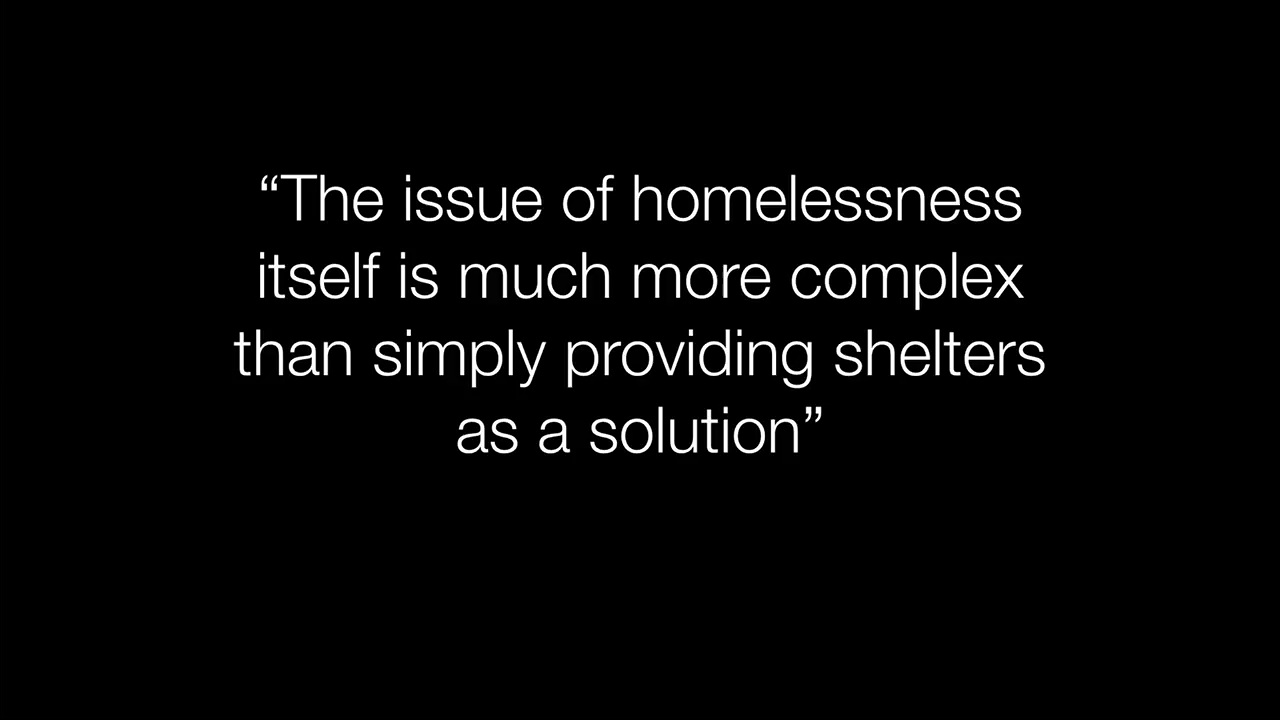 “The issue of homelessness
itself is much more complex
than simply providing shelters
as a solution”